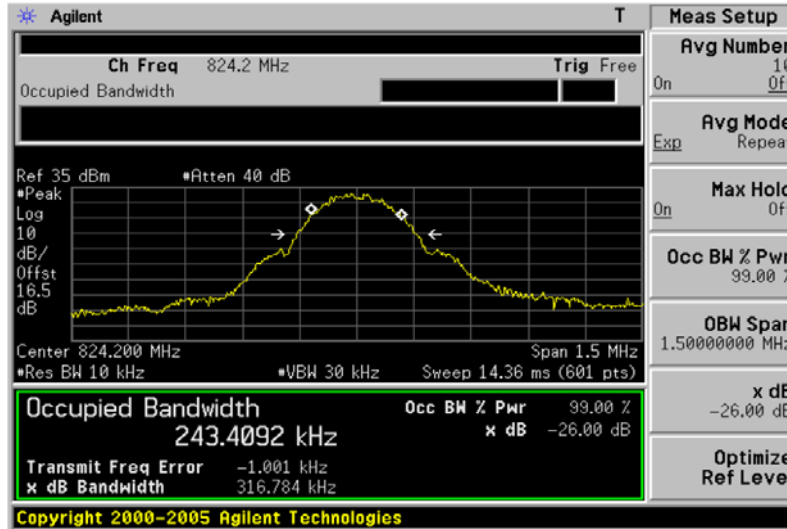 Agilent T Meas Setup
Ch Freq 824.2 MHz Trig Free
Occupied Bandwidth
Avg Number
On
Avg Mode
Exp
Max Hold
On
Occ BW % Pwr
99.00 %
OBW Span
1.50000000 MHz
x dB
-26.00 dB
Optimize
Ref Level
Ref 35 dBm #Atten 40 dB
#Peak
Log
10
dB/
Offst
16.5
dB
Center 824.200 MHz Span 1.5 MHz
#Res BW 10 kHz #VBW 30 kHz Sweep 14.36 ms (601 pts)
Occupied Bandwidth Occ BW % Pwr 99.00 %
243.4092 kHz x dB -26.00 dB
Transmit Freq Error -1.001 kHz
x dB Bandwidth 316.784 kHz
Copyright 2000-2005 Agilent Technologies